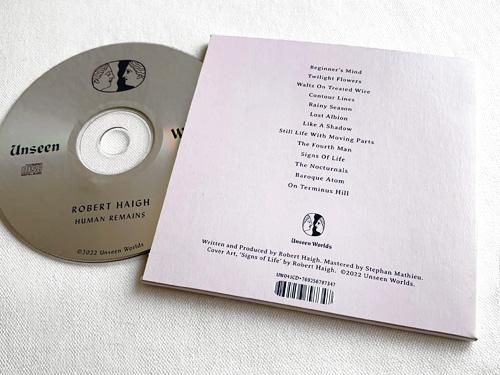 Unseen
W
ROBERT HAIGH
HUMAN REMAINS
©2022 Unseen Worlds
Beginner's Mind
Twilight Flowers
Waltz On Treated Wire
Contour Lines
Rainy Season
Lost Albion
Like A Shadow
Still Life With Moving Parts
The Fourth Man
Signs Of Life
The Nocturnals
Baroque Atom
On Terminus Hill
Unseen Worlds
Written and Produced by Robert Haigh. Mastered by Stephan Mathieu.
Cover Art, 'Signs of Life' by Robert Haigh. ©2022 Unseen Worlds.